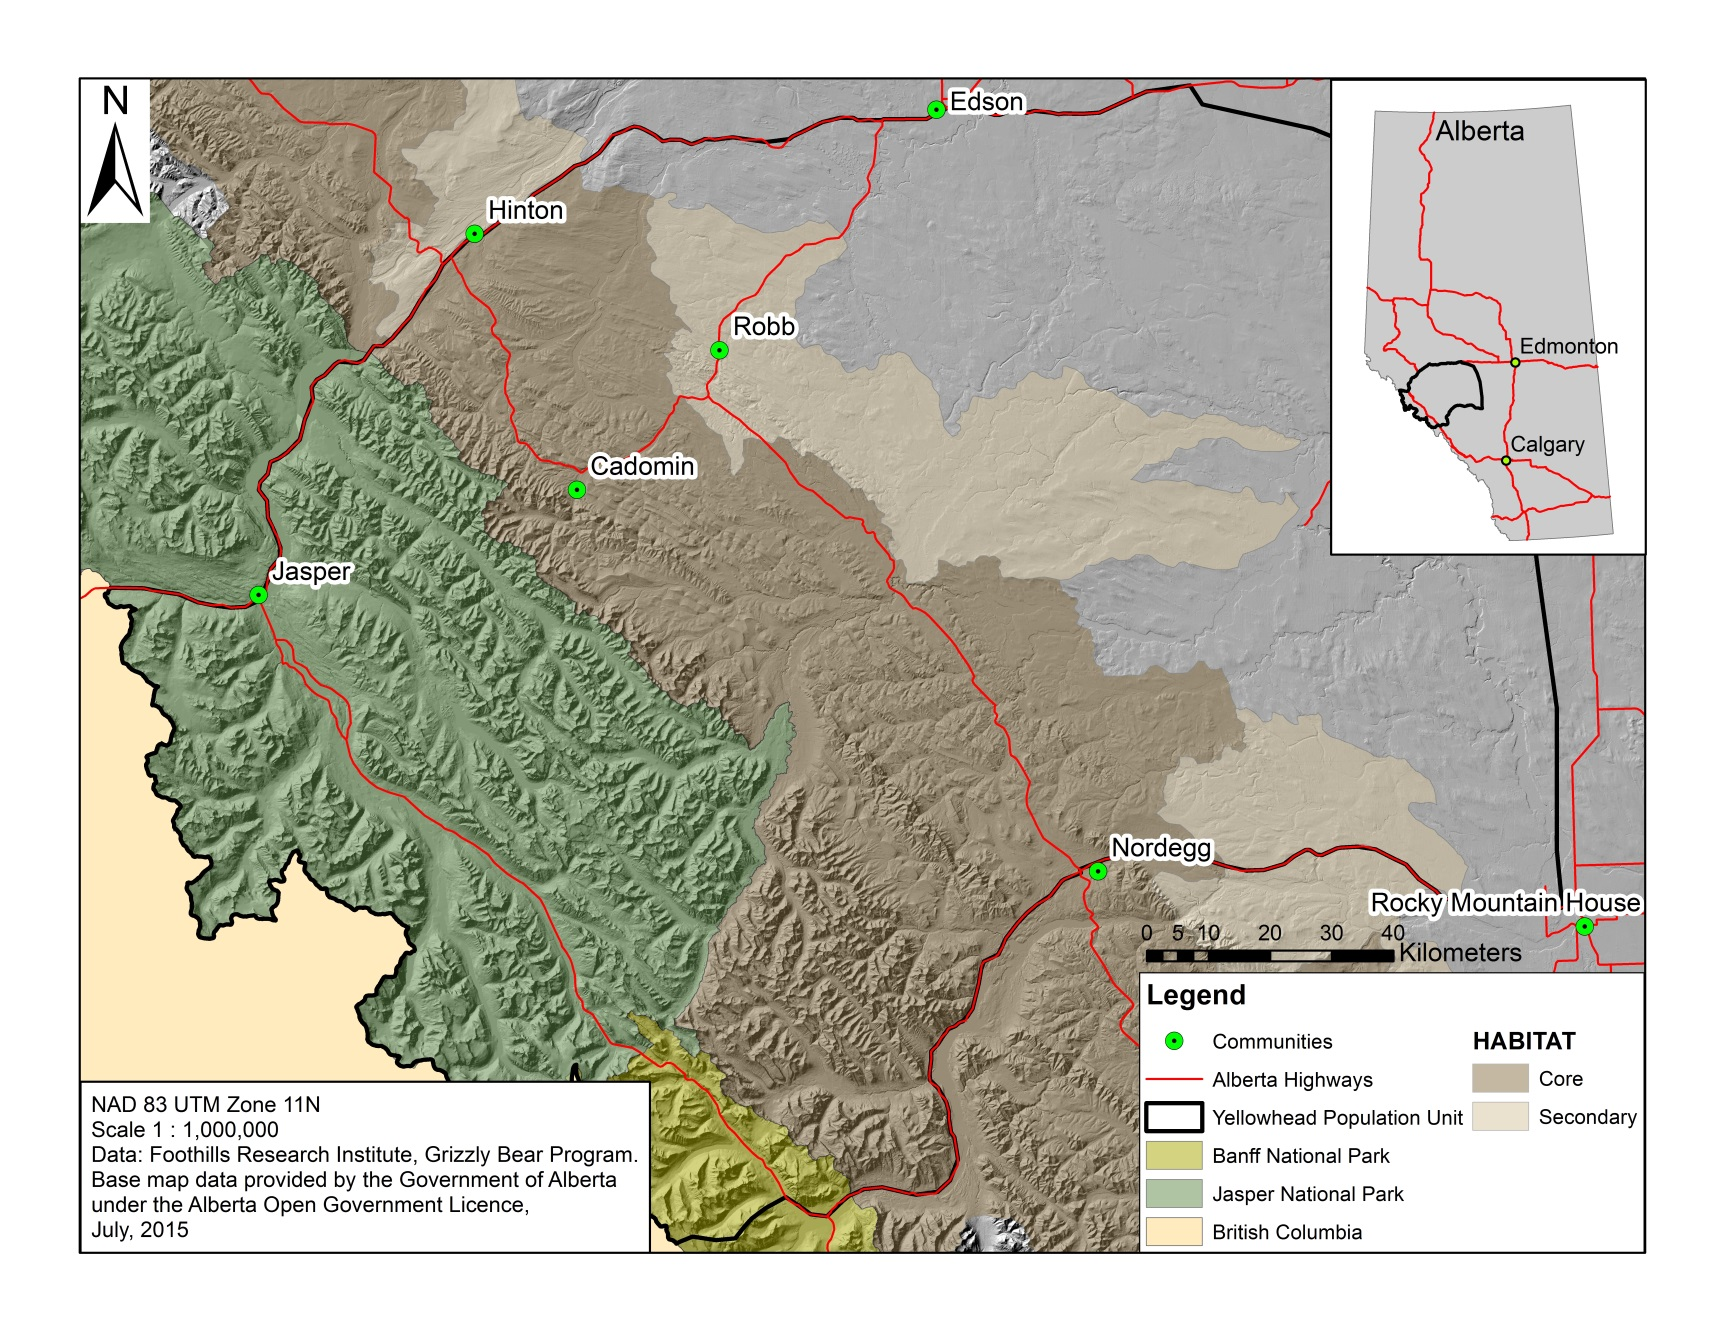 N
Edson
Alberta
Hinton
Robb
Edmonton
Calgary
Cadomin
Jasper
Nordegg
Rocky Mountain House
0 5 10 20 30 40
Kilometers
Legend
Communities
Alberta Highways
Yellowhead Population Unit
Banff National Park
Jasper National Park
British Columbia
HABITAT
Core
Secondary
NAD 83 UTM Zone 11N
Scale 1 : 1,000,000
Data: Foothills Research Institute, Grizzly Bear Program.
Base map data provided by the Government of Alberta
under the Alberta Open Government Licence,
July, 2015